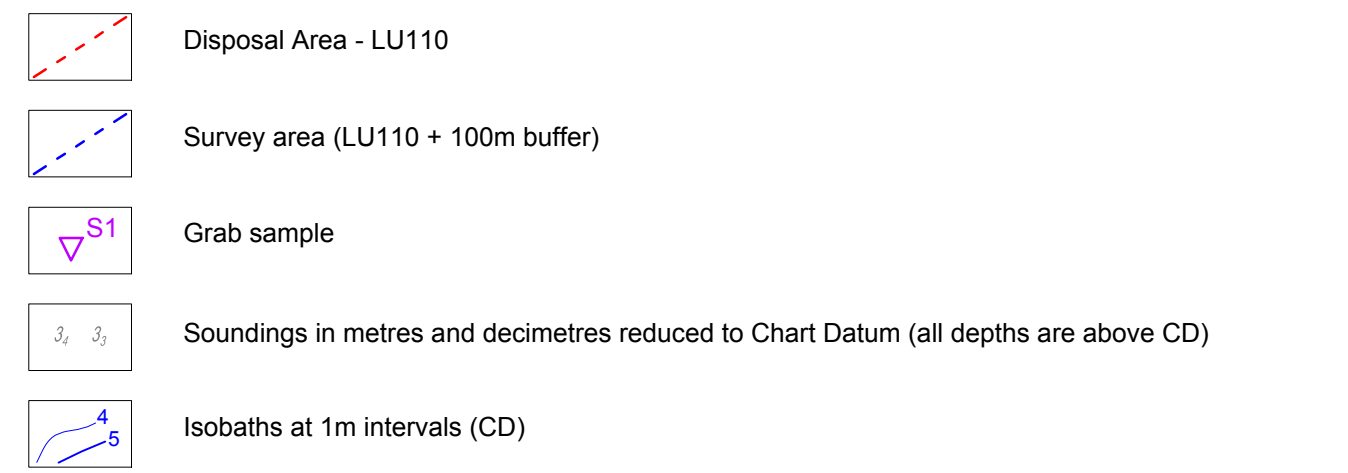 Disposal Area - LU110
Survey area (LU110 + 100m buffer)
S1
Grab sample
3₄ 3₃
Soundings in metres and decimetres reduced to Chart Datum (all depths are above CD)
4
5
Isobaths at 1m intervals (CD)